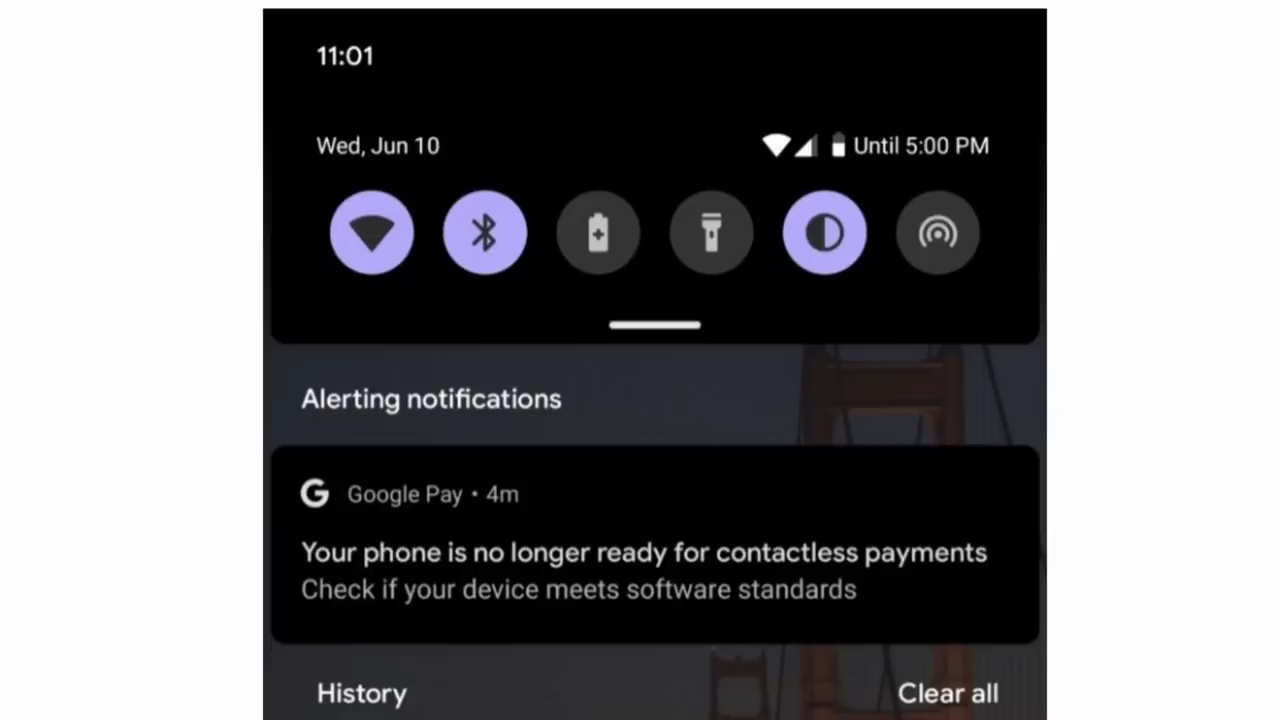 11:01
Wed, Jun 10
Until 5:00 PM
Alerting notifications
Google Pay • 4m
Your phone is no longer ready for contactless payments
Check if your device meets software standards
History
Clear all